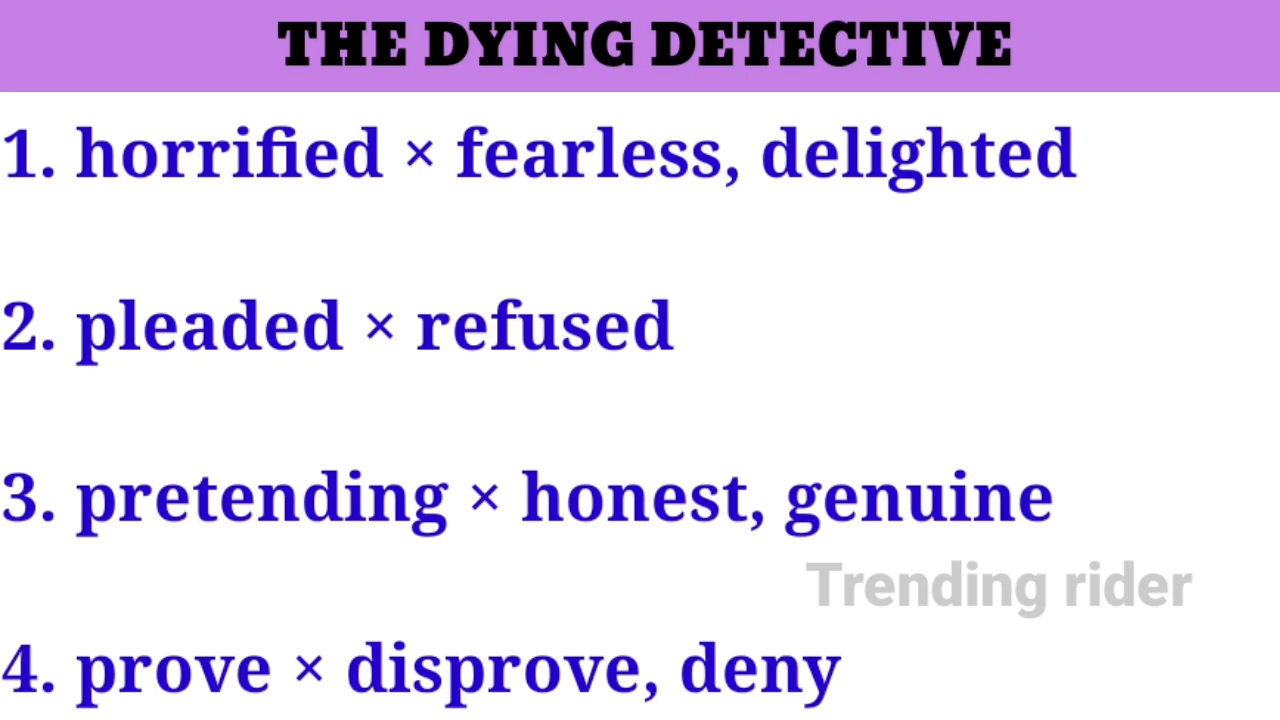 THE DYING DETECTIVE
1. horrified × fearless, delighted
2. pleaded × refused
3. pretending × honest, genuine
Trending rider
4. prove × disprove, deny